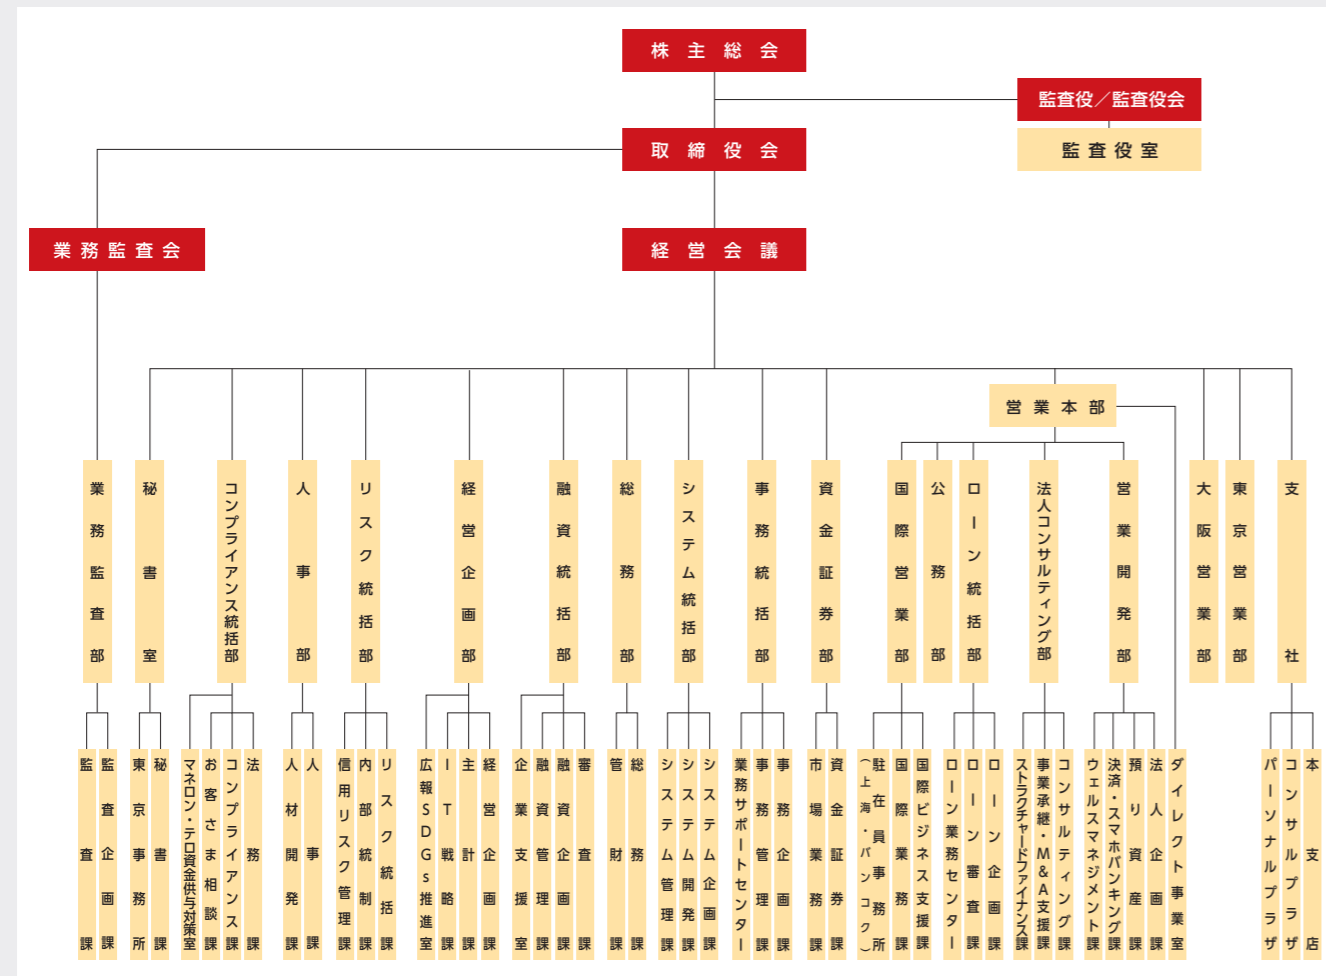 株主総会
監査役／監査役会
監査役室
取締役会
業務監査会
経営会議
営業本部
業務監査部
秘書室
コンプライアンス統括部
人事部
リスク統括部
経営企画部
融資統括部
総務部
システム統括部
事務統括部
資金証券部
国際営業部
公務部
ローン統括部
法人コンサルティング部
営業開発部
大阪営業部
東京営業部
支社
監査課
監査企画課
東京事務所
秘書課
マネロン・テロ資金供与対策室
お客さま相談課
コンプライアンス課
法務課
人材開発課
人事課
信用リスク管理課
内部統制課
リスク統括課
広報SDGs推進室
IT戦略課
主計課
経営企画課
企業支援室
融資管理課
融資企画課
審査課
管財課
総務課
システム管理課
システム開発課
システム企画課
業務サポートセンター
事務管理課
事務企画課
市場業務課
資金証券課
駐在員事務所
（上海・バンコク）
国際業務課
国際ビジネス支援課
ローン業務センター
ローン審査課
ローン企画課
ストラクチャードファイナンス課
事業承継・M&A支援課
コンサルティング課
ウェルスマネジメント課
決済・スマホバンキング課
預り資産課
法人企画課
ダイレクト事業室
パーソナルプラザ
コンサルプラザ
本支店